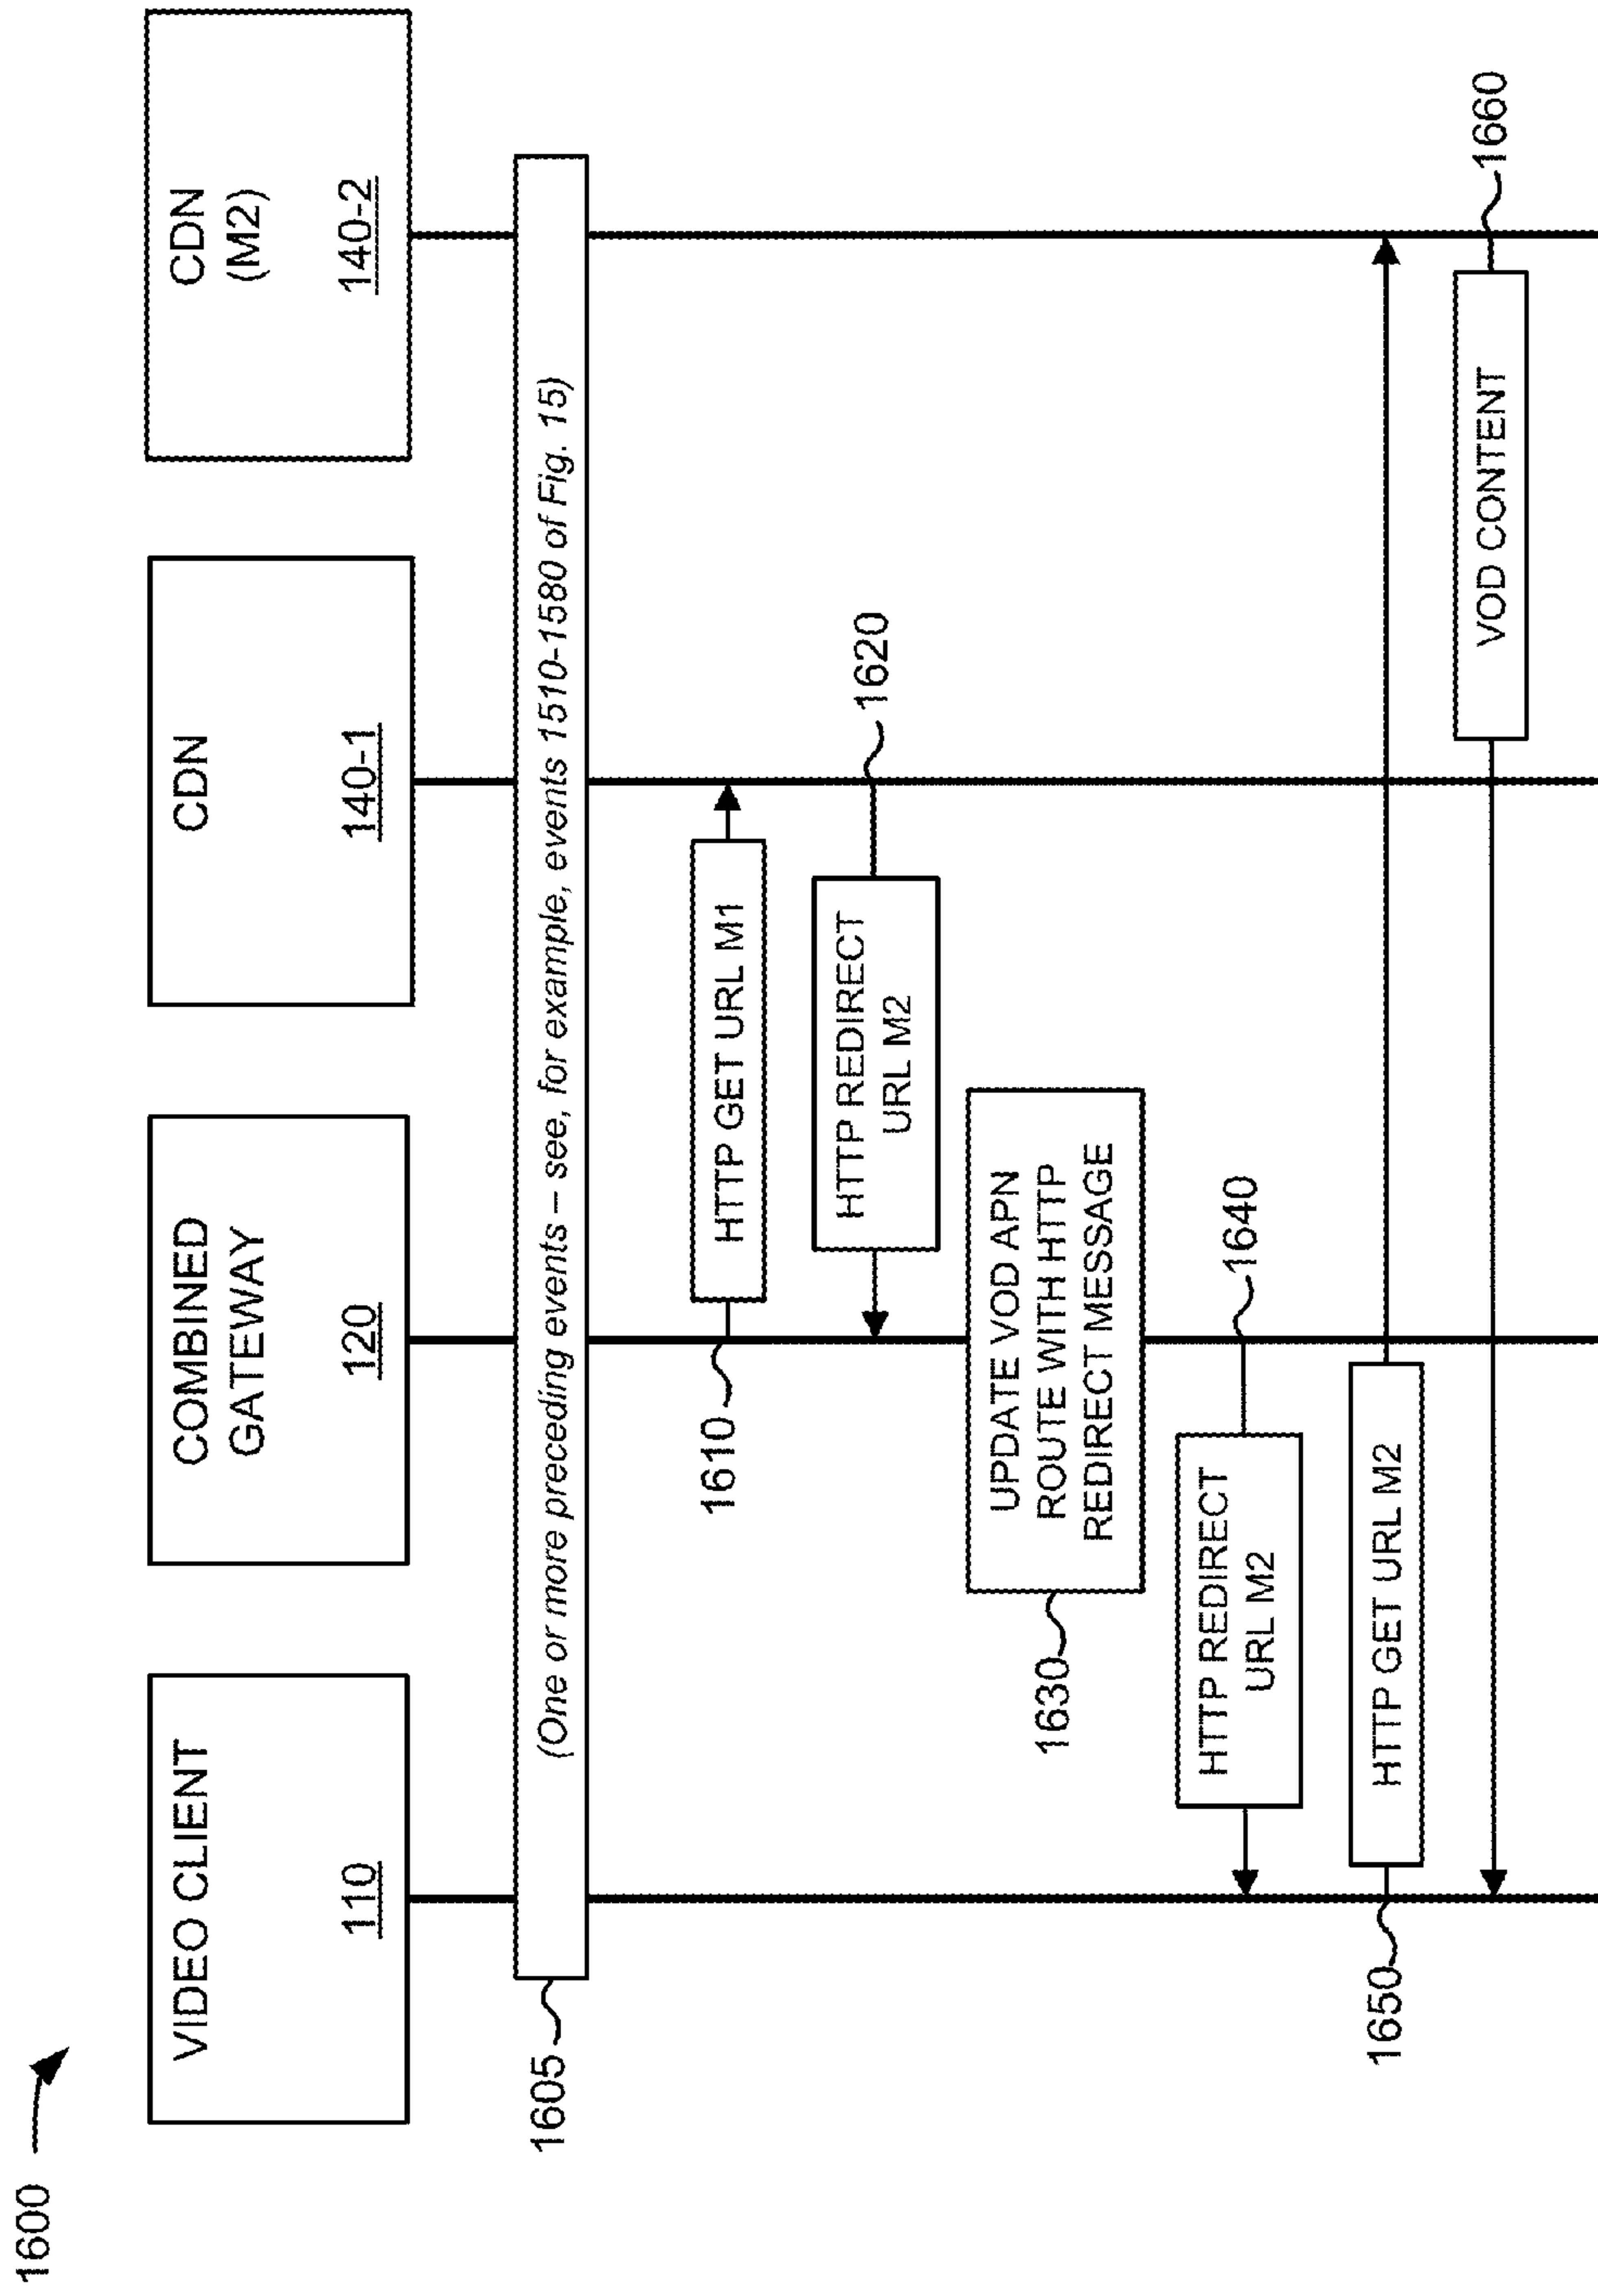 1600
VIDEO CLIENT
110
COMBINED
GATEWAY
120
CDN
140-1
CDN
(M2)
140-2
1605
(One or more preceding events – see, for example, events 1510-1580 of Fig. 15)
1610
HTTP GET URL M1
HTTP REDIRECT
URL M2
1620
1630
UPDATE VOD APN
ROUTE WITH HTTP
REDIRECT MESSAGE
HTTP REDIRECT
URL M2
1640
1650
HTTP GET URL M2
VOD CONTENT
1660